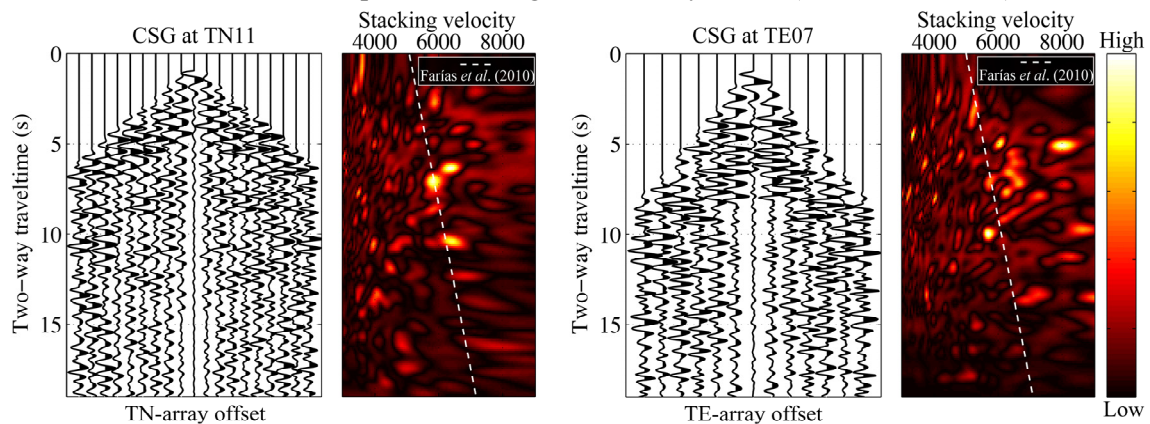 CSG at TN11
Stacking velocity
4000 6000 8000
Farías et al. (2010)
Two-way traveltime (s)
0
5
10
15
TN-array offset
CSG at TE07
Stacking velocity
4000 6000 8000
Farías et al. (2010)
Two-way traveltime (s)
0
5
10
15
TE-array offset
High
Low